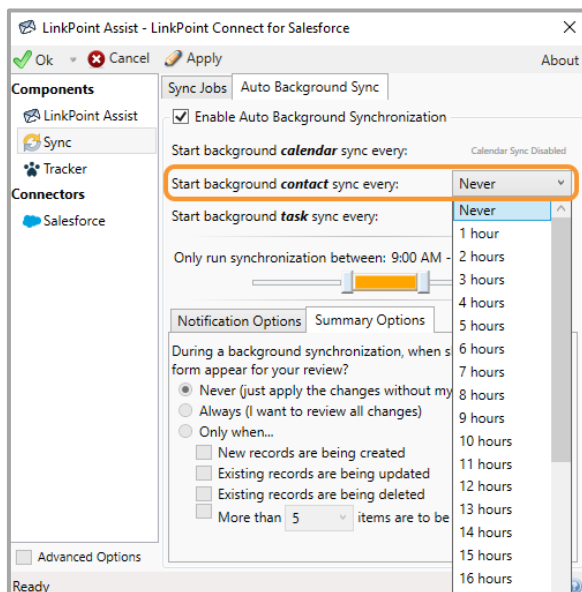 LinkPoint Assist - LinkPoint Connect for Salesforce
Ok Cancel Apply About
Components
LinkPoint Assist
Sync
Tracker
Connectors
Salesforce
Advanced Options
Ready
Sync Jobs Auto Background Sync
Enable Auto Background Synchronization
Start background calendar sync every: Calendar Sync Disabled
Start background contact sync every: Never
Start background task sync every:
Only run synchronization between: 9:00 AM -
Notification Options Summary Options
During a background synchronization, when s
form appear for your review?
Never (just apply the changes without my
Always (I want to review all changes)
Only when...
New records are being created
Existing records are being updated
Existing records are being deleted
More than 5 items are to be
Never
1 hour
2 hours
3 hours
4 hours
5 hours
6 hours
7 hours
8 hours
9 hours
10 hours
11 hours
12 hours
13 hours
14 hours
15 hours
16 hours